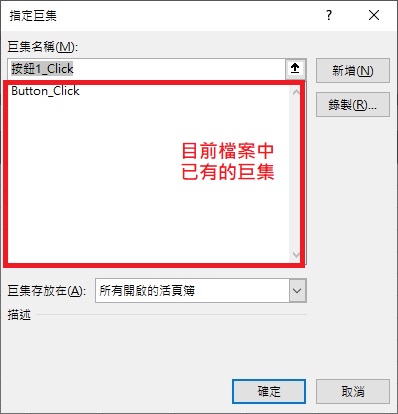 指定巨集
?
巨集名稱(M):
按鈕1_Click
新增(N)
Button_Click
錄製(R)...
目前檔案中
已有的巨集
巨集存放在(A):
所有開啟的活頁簿
描述
確定
取消